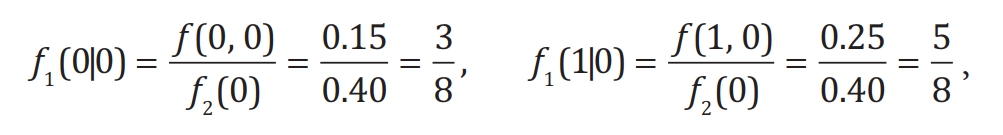 f₁(0|0) = f(0, 0) / f₂(0) = 0.15 / 0.40 = 3 / 8, f₁(1|0) = f(1, 0) / f₂(0) = 0.25 / 0.40 = 5 / 8,